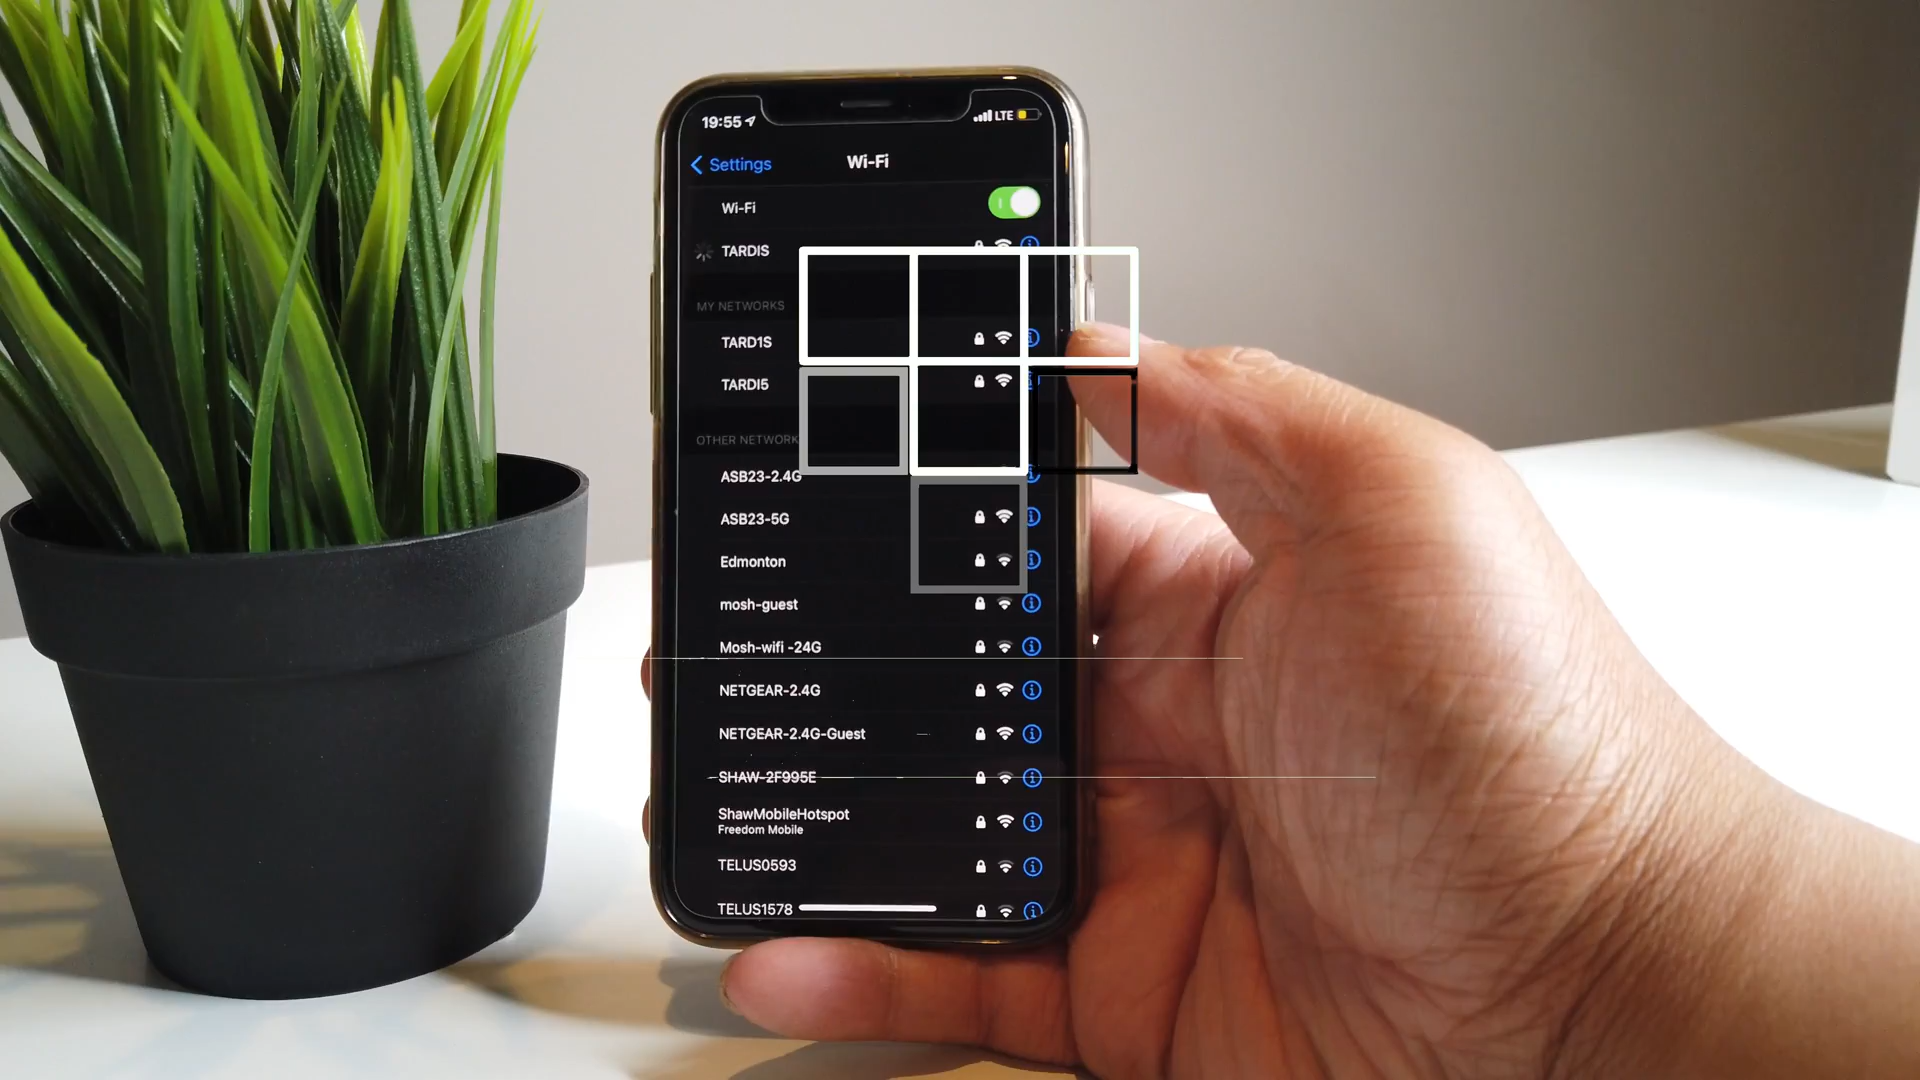 19:55 LTE
Settings Wi-Fi
Wi-Fi
TARDIS
MY NETWORKS
TARD1S
TARDI5
OTHER NETWORK
ASB23-2.4G
ASB23-5G
Edmonton
mosh-guest
Mosh-wifi -24G
NETGEAR-2.4G
NETGEAR-2.4G-Guest
SHAW-2F995E
ShawMobileHotspot
Freedom Mobile
TELUS0593
TELUS1578